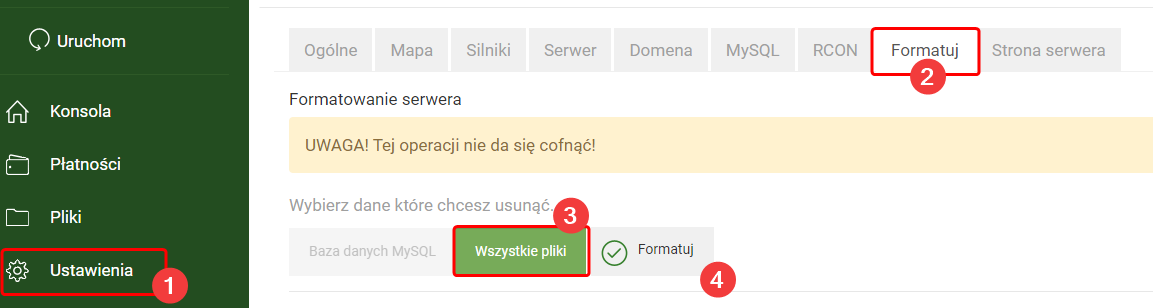 Uruchom
Konsola
Płatności
Pliki
Ustawienia
1
Ogólne Mapa Silniki Serwer Domena MySQL RCON Formatuj Strona serwera
2
Formatowanie serwera
UWAGA! Tej operacji nie da się cofnąć!
Wybierz dane które chcesz usunąć.
3
Baza danych MySQL Wszystkie pliki Formatuj
4